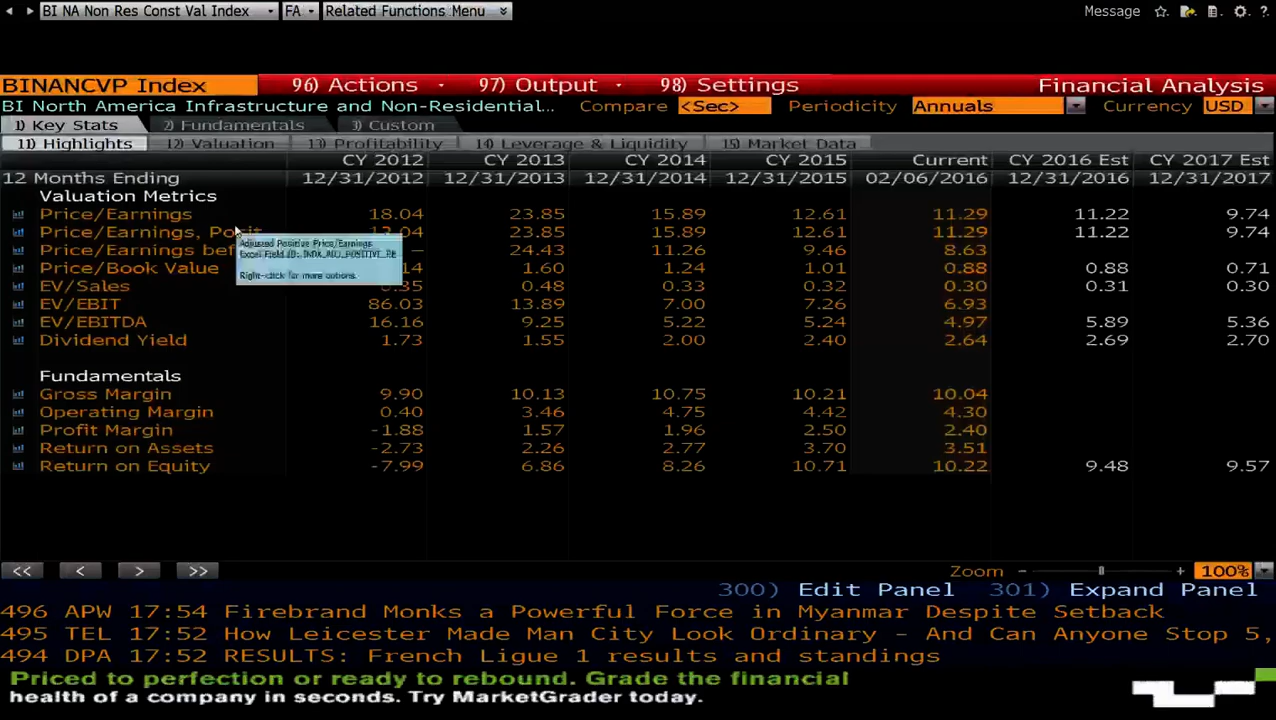 BI NA Non Res Const Val Index FA Related Functions Menu Message
BINANCVP Index 96) Actions 97) Output 98) Settings Financial Analysis
BI North America Infrastructure and Non-Residential... Compare <Sec> Periodicity Annuals Currency USD
1) Key Stats 2) Fundamentals 3) Custom
11) Highlights 12) Valuation 13) Profitability 14) Leverage & Liquidity 15) Market Data
CY 2012 CY 2013 CY 2014 CY 2015 Current CY 2016 Est CY 2017 Est
12 Months Ending 12/31/2012 12/31/2013 12/31/2014 12/31/2015 02/06/2016 12/31/2016 12/31/2017
Valuation Metrics
Price/Earnings 18.04 23.85 15.89 12.61 11.29 11.22 9.74
Price/Earnings, Posit 23.85 15.89 12.61 11.29 11.22 9.74
Adjusted Positive Price/Earnings
Excel Field ID: INDX_ADJ_POSITIVE_PE
Right-click for more options.
Price/Earnings bef — 24.43 11.26 9.46 8.63
Price/Book Value 14 1.60 1.24 1.01 0.88 0.88 0.71
EV/Sales 0.48 0.33 0.32 0.30 0.31 0.30
EV/EBIT 86.03 13.89 7.00 7.26 6.93
EV/EBITDA 16.16 9.25 5.22 5.24 4.97 5.89 5.36
Dividend Yield 1.73 1.55 2.00 2.40 2.64 2.69 2.70
Fundamentals
Gross Margin 9.90 10.13 10.75 10.21 10.04
Operating Margin 0.40 3.46 4.75 4.42 4.30
Profit Margin -1.88 1.57 1.96 2.50 2.40
Return on Assets -2.73 2.26 2.77 3.70 3.51
Return on Equity -7.99 6.86 8.26 10.71 10.22 9.48 9.57
<< < > >> Zoom - + 100%
300) Edit Panel 301) Expand Panel
496 APW 17:54 Firebrand Monks a Powerful Force in Myanmar Despite Setback
495 TEL 17:52 How Leicester Made Man City Look Ordinary - And Can Anyone Stop 5,
494 DPA 17:52 RESULTS: French Ligue 1 results and standings
Priced to perfection or ready to rebound. Grade the financial
health of a company in seconds. Try MarketGrader today.